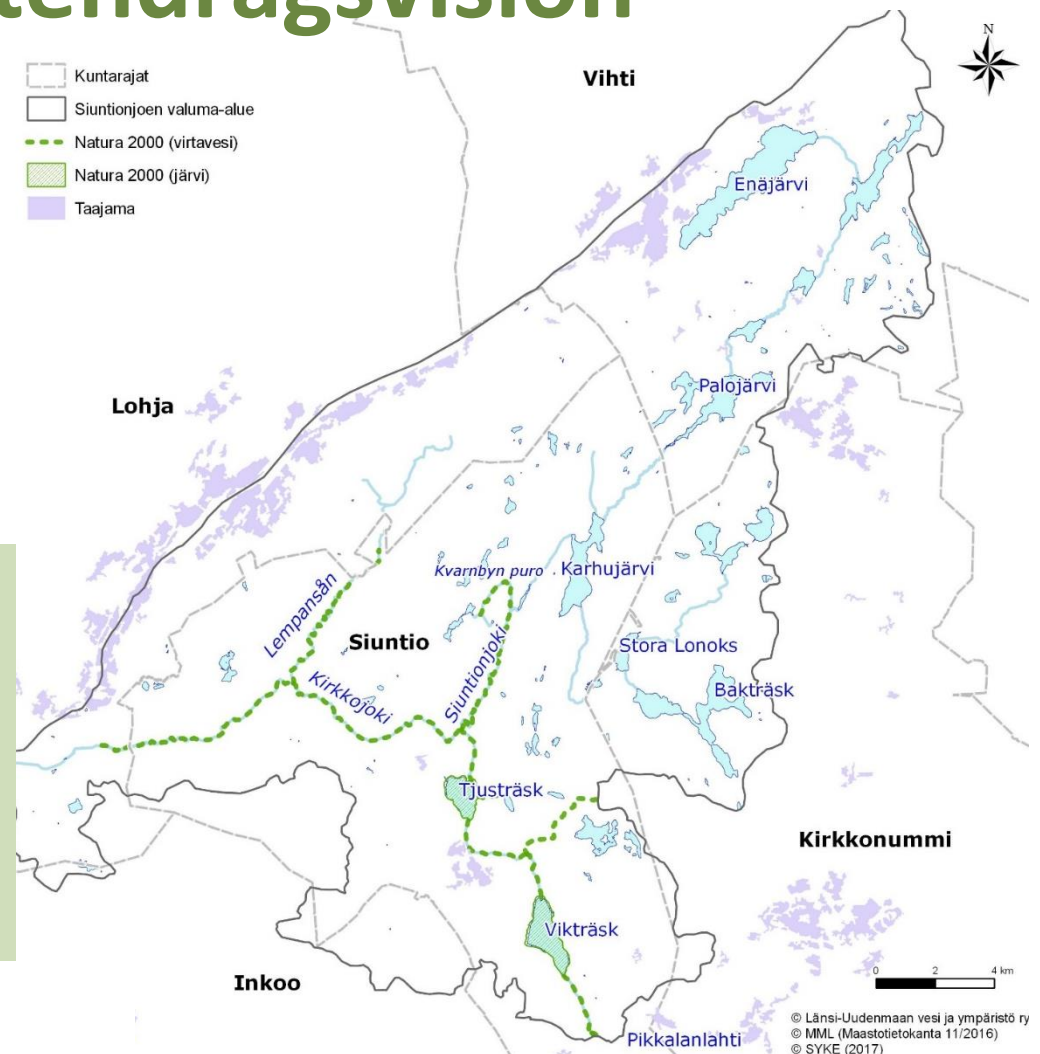 tendragsvision
N
Kuntarajat
Siuntionjoen valuma-alue
Natura 2000 (virtavesi)
Natura 2000 (järvi)
Taajama
Vihti
Enäjärvi
Palojärvi
Lohja
Kvarnbyn puro
Karhujärvi
Lempansån
Siuntio
Siuntionjoki
Stora Lonoks
Kirkkojoki
Bakträsk
Tjusträsk
Kirkkonummi
Vikträsk
Inkoo
0 2 4 km
Pikkalanlahti
© Länsi-Uudenmaan vesi ja ympäristö ry
© MML (Maastotietokanta 11/2016)
© SYKE (2017)